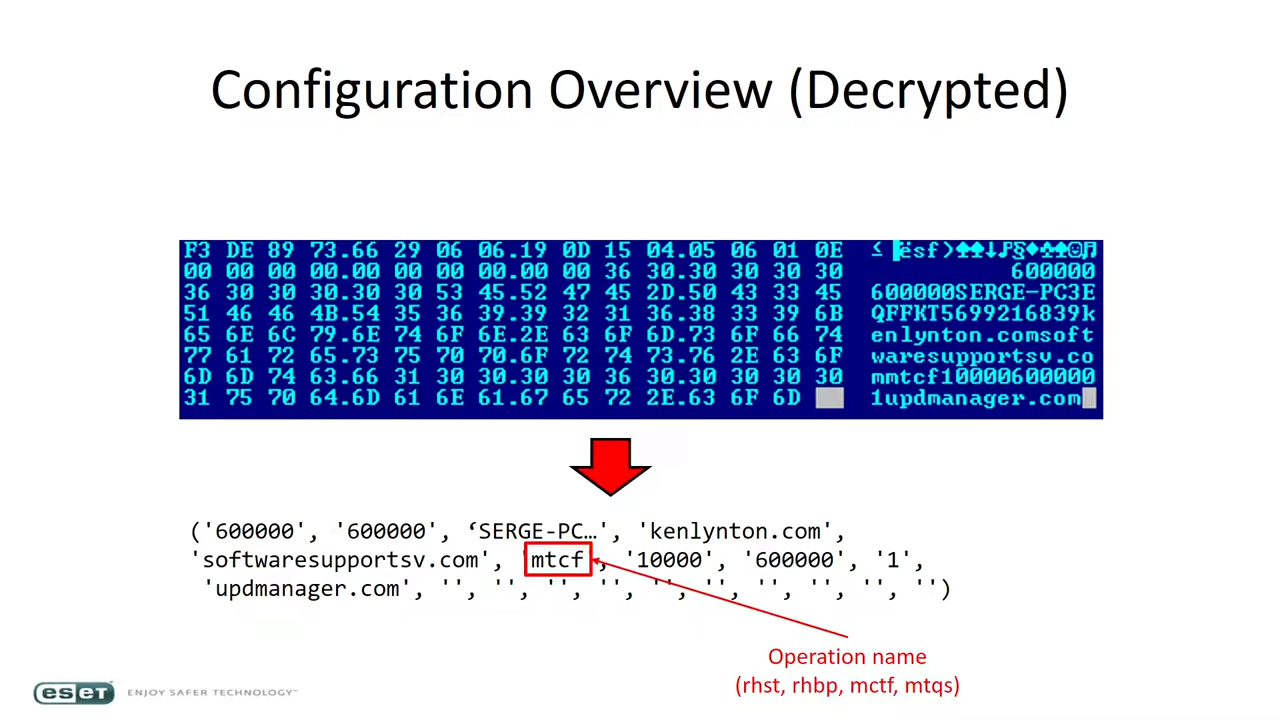 Configuration Overview (Decrypted)
F3 DE 89 73.66 29 06 06.19 0D 15 04.05 06 01 0E
00 00 00 00.00 00 00 00.00 00 36 30.30 30 30 30 600000
36 30 30 30.30 30 53 45.52 47 45 2D.50 43 33 45 600000SERGE-PC3E
51 46 46 4B.54 35 36 39.39 32 31 36.38 33 39 6B QFFKT5699216839k
65 6E 6C 79.6E 74 6F 6E.2E 63 6F 6D.73 6F 66 74 enlynton.comsoft
77 61 72 65.73 75 70 70.6F 72 74 73.76 2E 63 6F waresupportsv.co
6D 6D 74 63.66 31 30 30.30 30 36 30.30 30 30 30 mmtcf10000600000
31 75 70 64.6D 61 6E 61.67 65 72 2E.63 6F 6D 1updmanager.com
('600000', '600000', ‘SERGE-PC…', 'kenlynton.com',
'softwaresupportsv.com', 'mtcf', '10000', '600000', '1',
'updmanager.com', '', '', '', '', '', '', '', '', '', '')
Operation name
(rhst, rhbp, mctf, mtqs)
eseT ENJOY SAFER TECHNOLOGY™